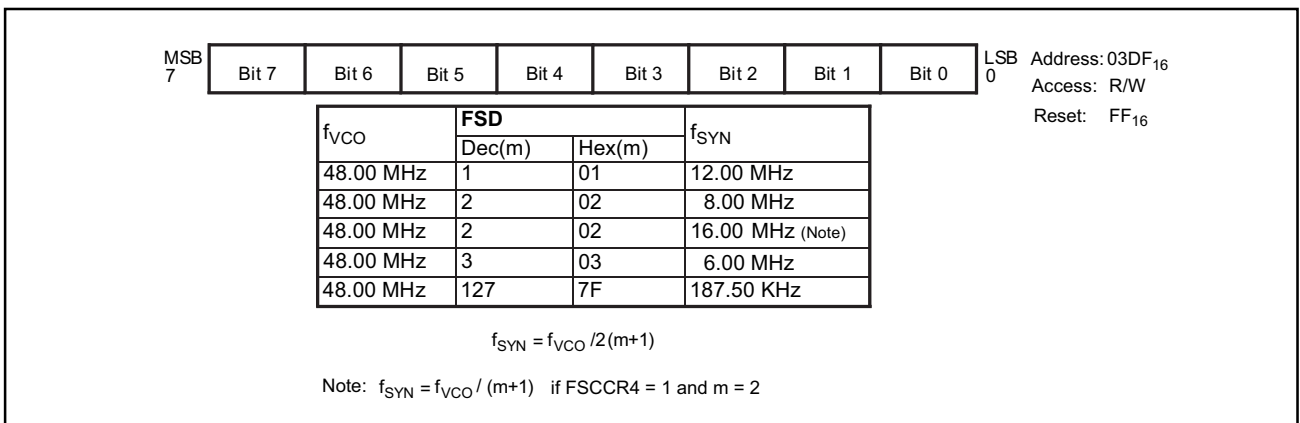 MSB
7
Bit 7 Bit 6 Bit 5 Bit 4 Bit 3 Bit 2 Bit 1 Bit 0
LSB
0
Address: 03DF16
Access: R/W
Reset: FF16
fVCO FSD fSYN
Dec(m) Hex(m)
48.00 MHz 1 01 12.00 MHz
48.00 MHz 2 02 8.00 MHz
48.00 MHz 2 02 16.00 MHz (Note)
48.00 MHz 3 03 6.00 MHz
48.00 MHz 127 7F 187.50 KHz
fSYN = fVCO /2(m+1)
Note: fSYN = fVCO / (m+1) if FSCCR4 = 1 and m = 2